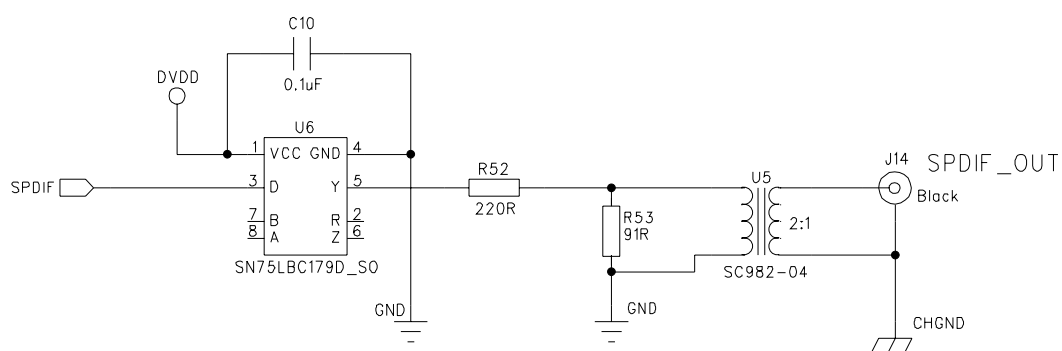 C10
0.1uF
DVDD
U6
1 VCC GND 4
SPDIF
3 D Y 5
7 B R 2
8 A Z 6
SN75LBC179D_SO
GND
R52
220R
R53
91R
GND
U5
2:1
SC982-04
J14
SPDIF_OUT
Black
CHGND